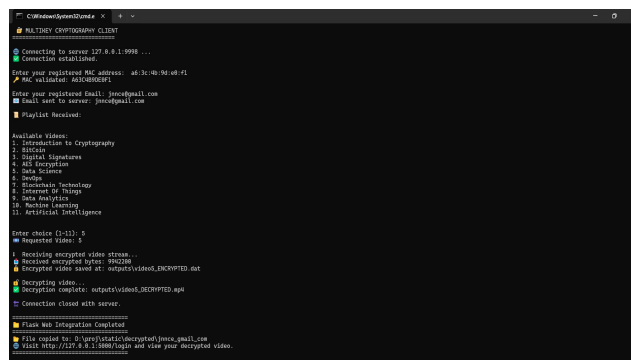 C:\Windows\System32\cmd.e
MULTIKEY CRYPTOGRAPHY CLIENT
===============================
Connecting to server 127.0.0.1:9998 ...
Connection established.
Enter your registered MAC address: a6:3c:4b:9d:e0:f1
MAC validated: A63C4B9DE0F1
Enter your registered Email: jnnce@gmail.com
Email sent to server: jnnce@gmail.com
Playlist Received:
Available Videos:
1. Introduction to Cryptography
2. BitCoin
3. Digital Signatures
4. AES Encryption
5. Data Science
6. DevOps
7. Blockchain Technology
8. Internet Of Things
9. Data Analytics
10. Machine Learning
11. Artificial Intelligence
Enter choice (1-11): 5
Requested Video: 5
Receiving encrypted video stream...
Received encrypted bytes: 9942208
Encrypted video saved at: outputs\video5_ENCRYPTED.dat
Decrypting video...
Decryption complete: outputs\video5_DECRYPTED.mp4
Connection closed with server.
===================================
Flask Web Integration Completed
===================================
File copied to: D:\proj\static\decrypted\jnnce_gmail_com
Visit http://127.0.0.1:5000/login and view your decrypted video.
===================================